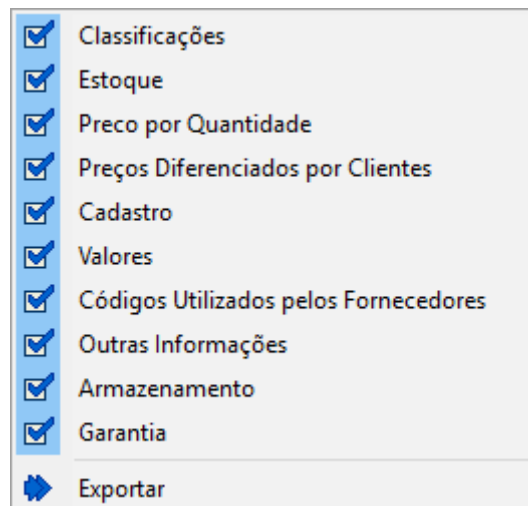 Classificações
Estoque
Preco por Quantidade
Preços Diferenciados por Clientes
Cadastro
Valores
Códigos Utilizados pelos Fornecedores
Outras Informações
Armazenamento
Garantia
Exportar